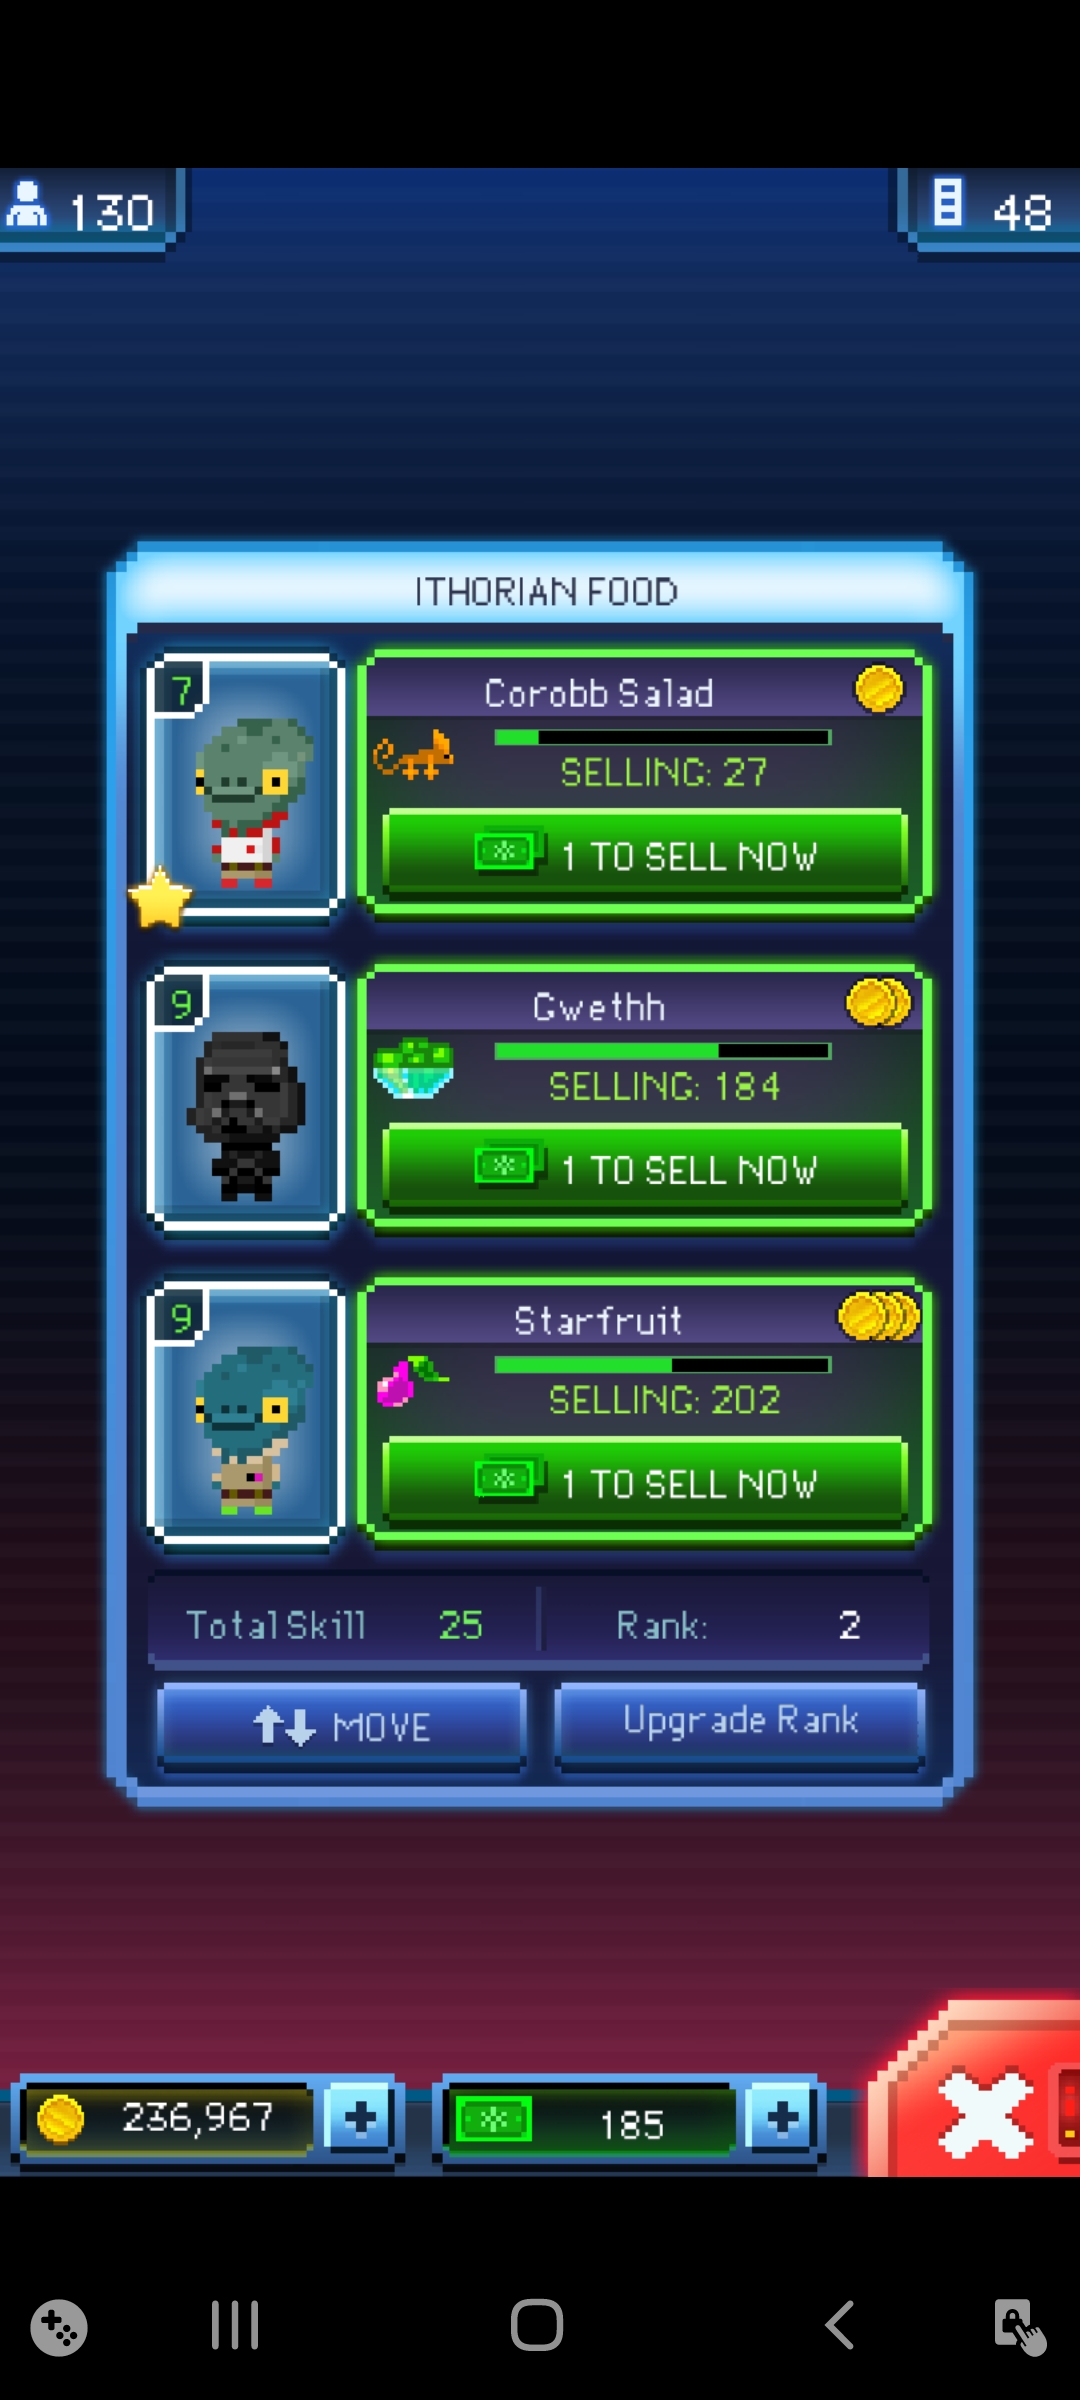 130
48
ITHORIAN FOOD
7
Corobb Salad
SELLING: 27
1 TO SELL NOW
9
Gwethh
SELLING: 184
1 TO SELL NOW
9
Starfruit
SELLING: 202
1 TO SELL NOW
Total Skill 25
Rank: 2
MOVE
Upgrade Rank
236,967
185